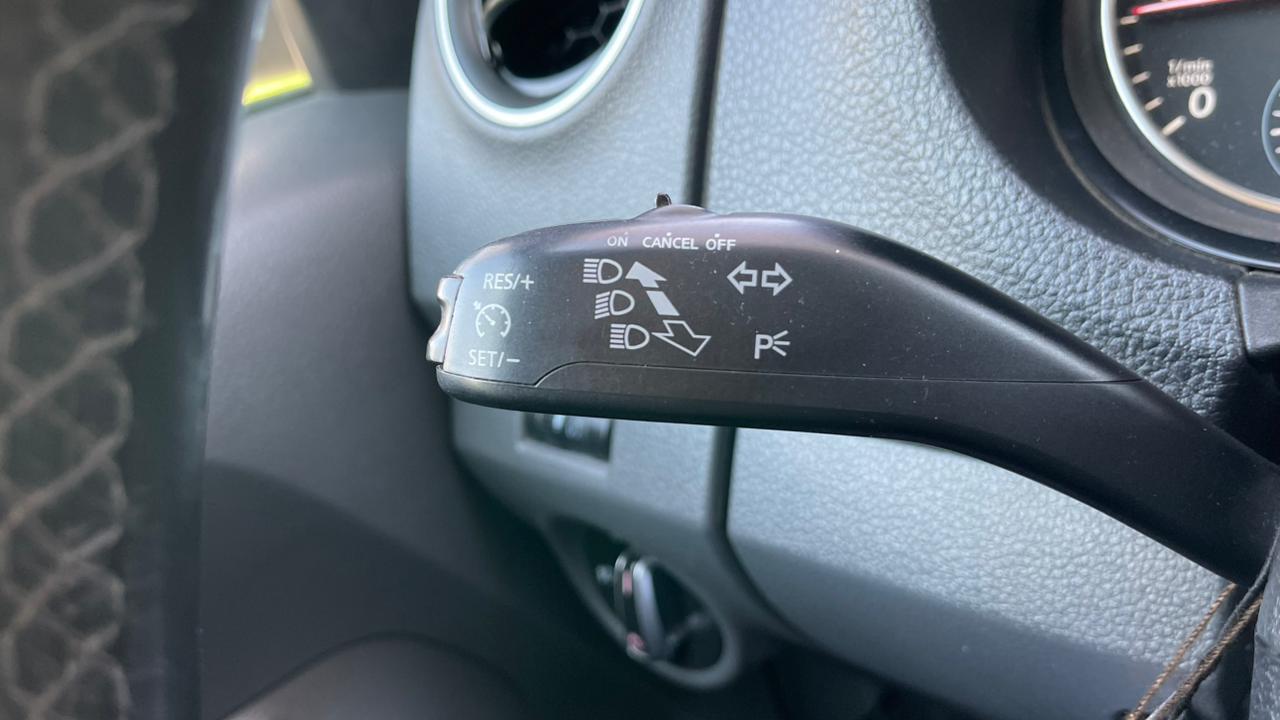 1/min
x1000
0
ON CANCEL OFF
RES/+
SET/−
P